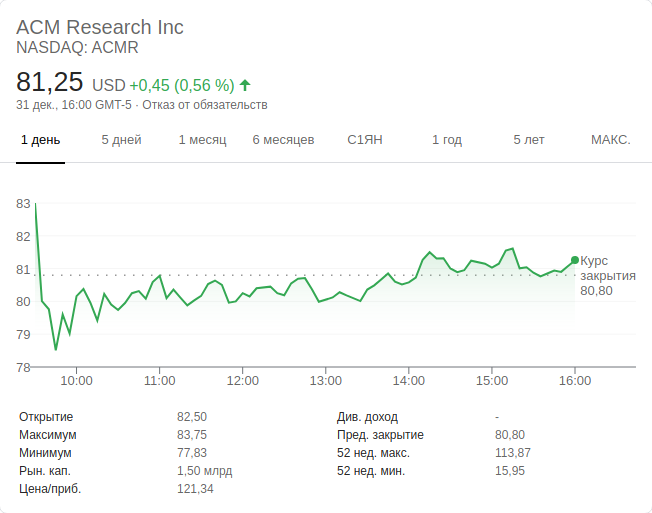 ACM Research Inc
NASDAQ: ACMR
81,25 USD +0,45 (0,56 %)
31 дек., 16:00 GMT-5 · Отказ от обязательств
1 день 5 дней 1 месяц 6 месяцев С1ЯН 1 год 5 лет МАКС.
83
82
81
80
79
78
Курс
закрытия
80,80
10:00 11:00 12:00 13:00 14:00 15:00 16:00
Открытие 82,50 Див. доход -
Максимум 83,75 Пред. закрытие 80,80
Минимум 77,83 52 нед. макс. 113,87
Рын. кап. 1,50 млрд 52 нед. мин. 15,95
Цена/приб. 121,34